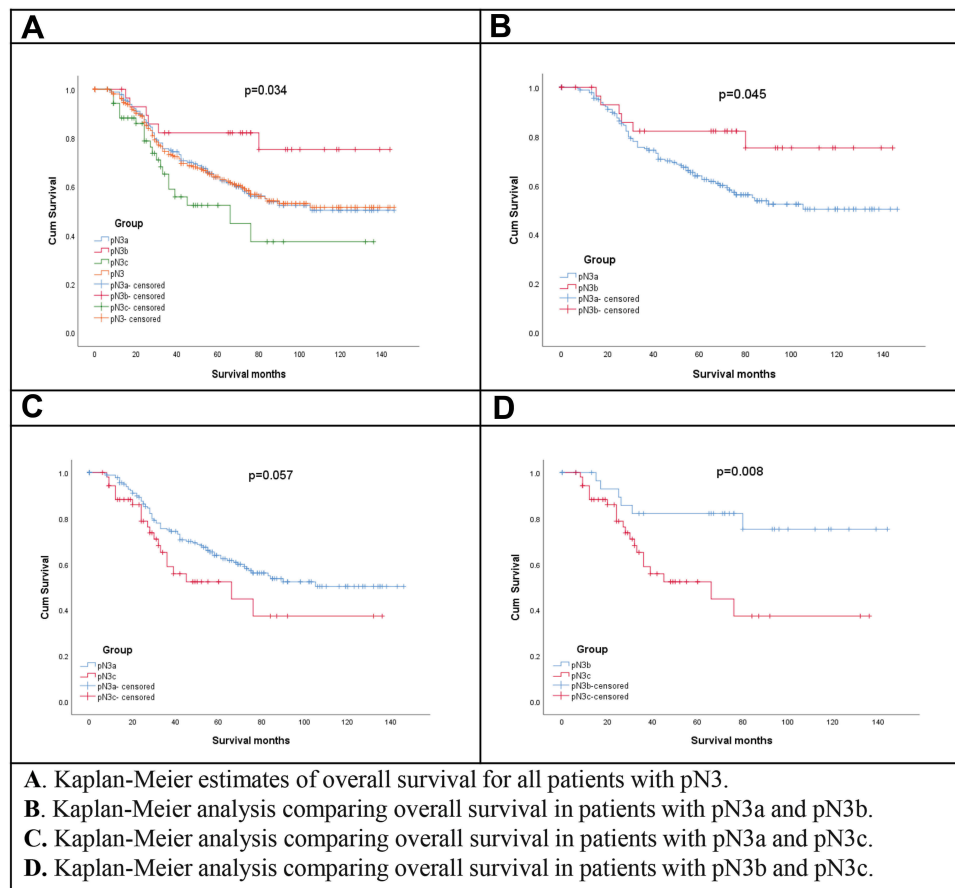 A
B
p=0.034
Cum Survival
1.0
0.8
0.6
0.4
0.2
0.0
Group
pN3a
pN3b
pN3c
pN3
pN3a- censored
pN3b- censored
pN3c- censored
pN3- censored
0 20 40 60 80 100 120 140
Survival months
p=0.045
Cum Survival
1.0
0.8
0.6
0.4
0.2
0.0
Group
pN3a
pN3b
pN3a- censored
pN3b- censored
0 20 40 60 80 100 120 140
Survival months
C
D
p=0.057
Cum Survival
1.0
0.8
0.6
0.4
0.2
0.0
Group
pN3a
pN3c
pN3a- censored
pN3c- censored
0 20 40 60 80 100 120 140
Survival months
p=0.008
Cum Survival
1.0
0.8
0.6
0.4
0.2
0.0
Group
pN3b
pN3c
pN3b-censored
pN3c-censored
0 20 40 60 80 100 120 140
Survival months
A. Kaplan-Meier estimates of overall survival for all patients with pN3.
B. Kaplan-Meier analysis comparing overall survival in patients with pN3a and pN3b.
C. Kaplan-Meier analysis comparing overall survival in patients with pN3a and pN3c.
D. Kaplan-Meier analysis comparing overall survival in patients with pN3b and pN3c.